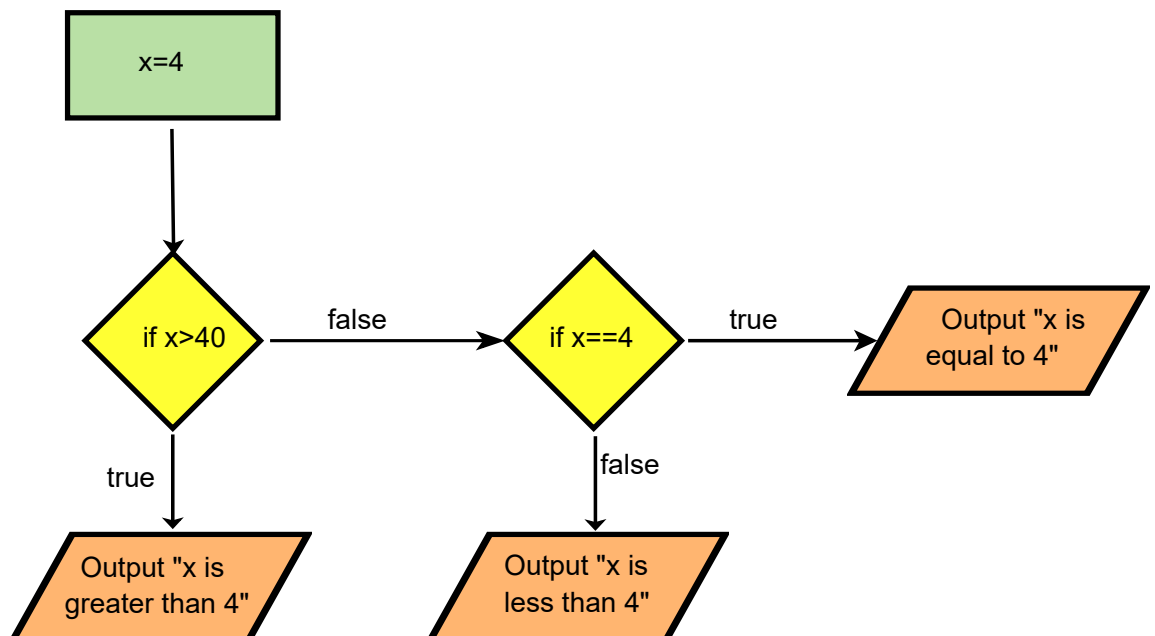 x=4
if x>40
false
if x==4
true
Output "x is
equal to 4"
true
false
Output "x is
greater than 4"
Output "x is
less than 4"